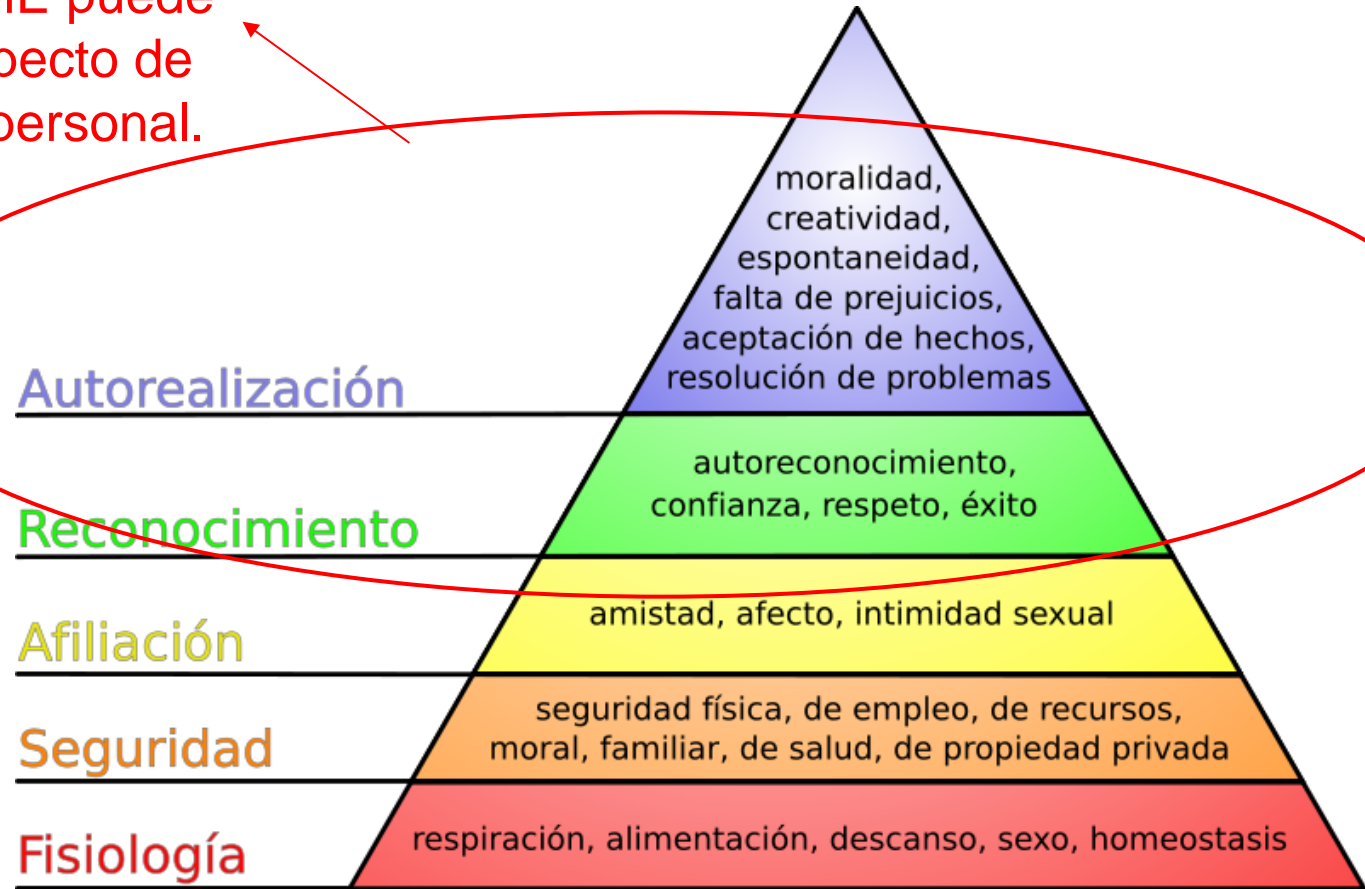 puede
pecto de
personal.
moralidad,
creatividad,
espontaneidad,
falta de prejuicios,
aceptación de hechos,
resolución de problemas
Autorealización
autoreconocimiento,
confianza, respeto, éxito
Reconocimiento
amistad, afecto, intimidad sexual
Afiliación
seguridad física, de empleo, de recursos,
moral, familiar, de salud, de propiedad privada
Seguridad
respiración, alimentación, descanso, sexo, homeostasis
Fisiología